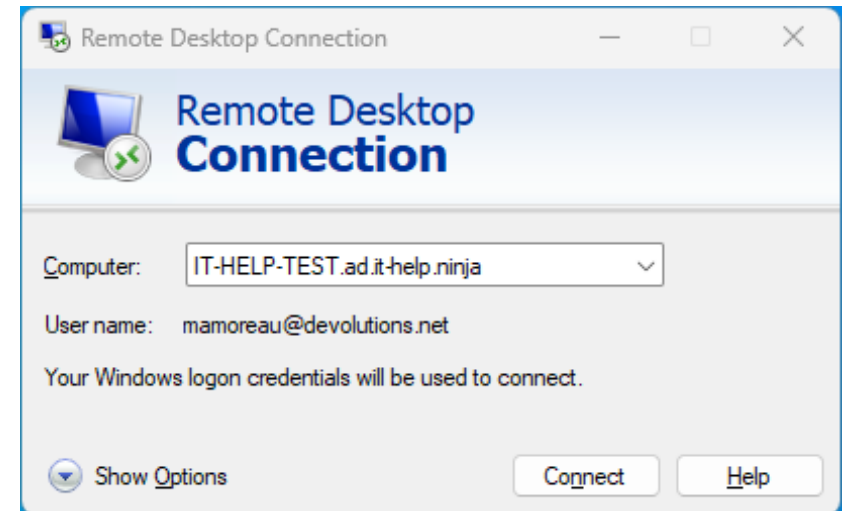 Remote Desktop Connection
Remote Desktop
Connection
Computer: IT-HELP-TEST.ad.it-help.ninja
User name: mamoreau@devolutions.net
Your Windows logon credentials will be used to connect.
Show Options Connect Help